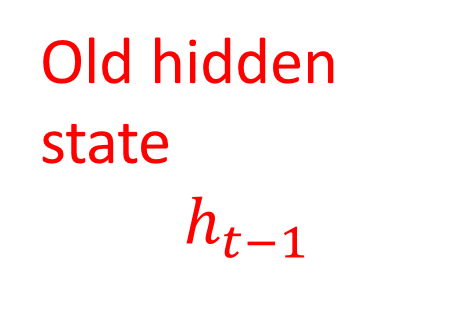 Old hidden
state
h_{t-1}